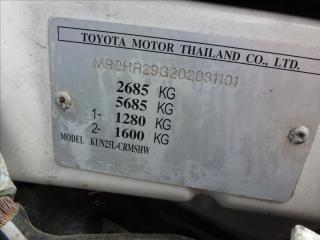 TOYOTA MOTOR THAILAND CO., LTD.
MR0HR29G202031101
2685 KG
5685 KG
1- 1280 KG
2- 1600 KG
MODEL KUN25L-CRMSHW